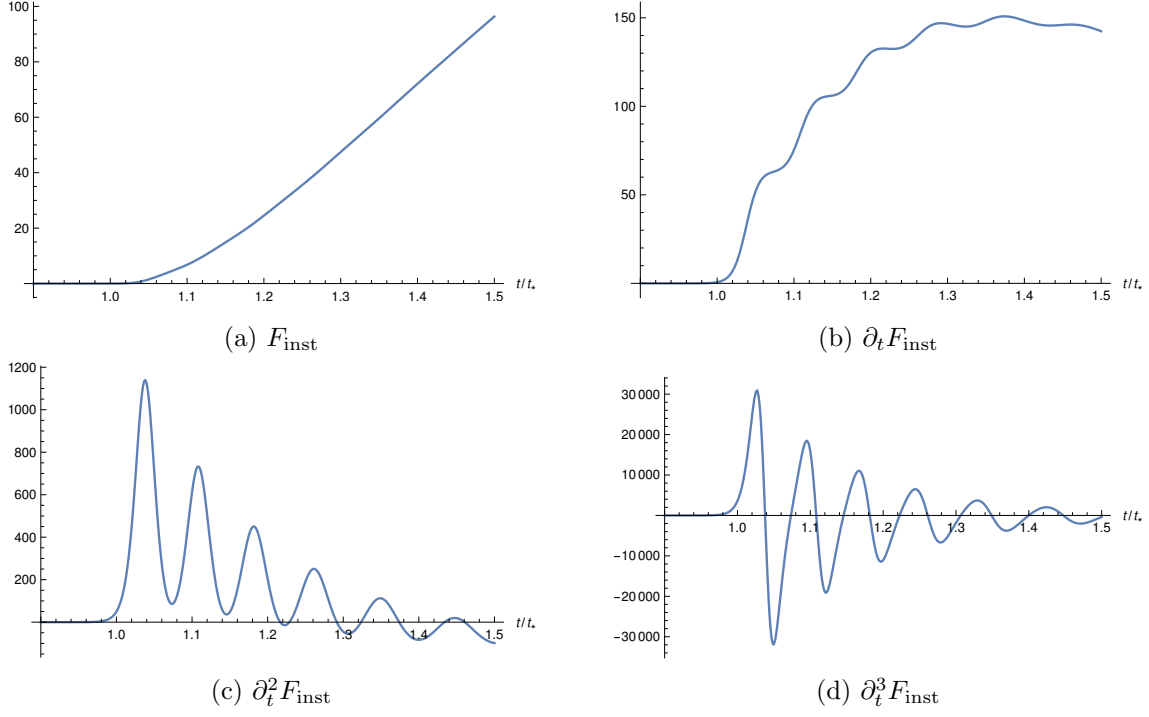 100
80
60
40
20
1.0 1.1 1.2 1.3 1.4 1.5 t/t⋆
(a) F_inst
150
100
50
1.0 1.1 1.2 1.3 1.4 1.5 t/t⋆
(b) ∂_t F_inst
1200
1000
800
600
400
200
1.0 1.1 1.2 1.3 1.4 1.5 t/t⋆
(c) ∂_t^2 F_inst
30 000
20 000
10 000
1.0 1.1 1.2 1.3 1.4 1.5 t/t⋆
−10 000
−20 000
−30 000
(d) ∂_t^3 F_inst